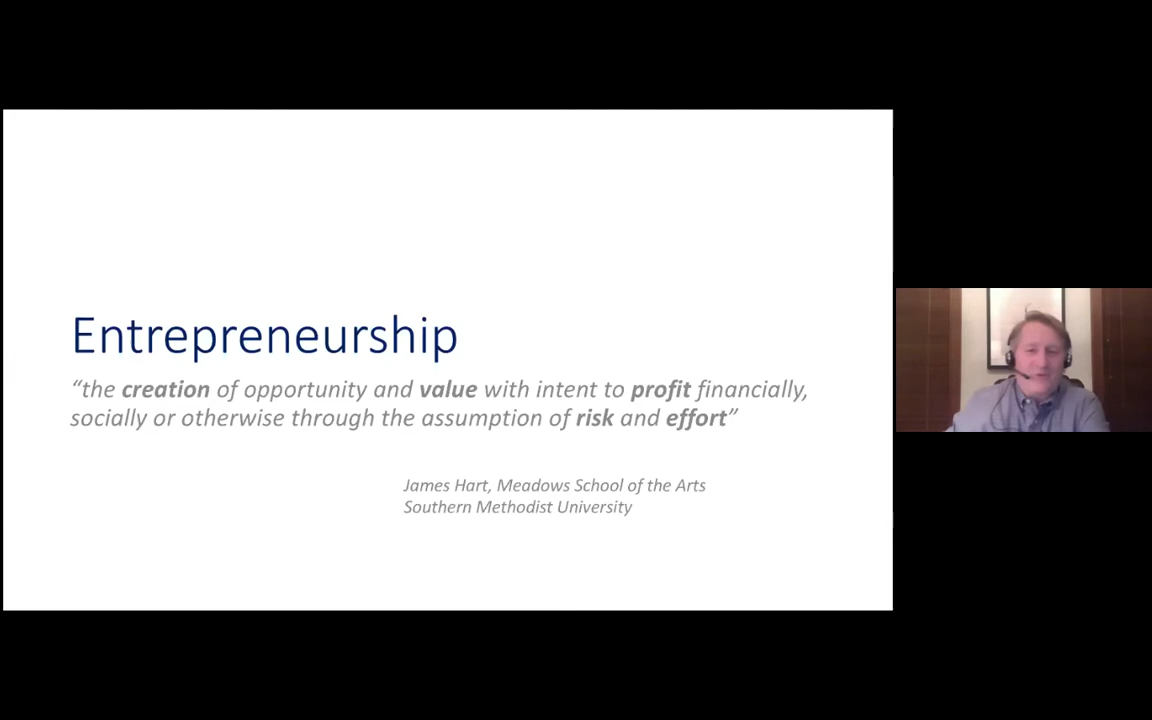 Entrepreneurship
“the creation of opportunity and value with intent to profit financially,
socially or otherwise through the assumption of risk and effort”
James Hart, Meadows School of the Arts
Southern Methodist University